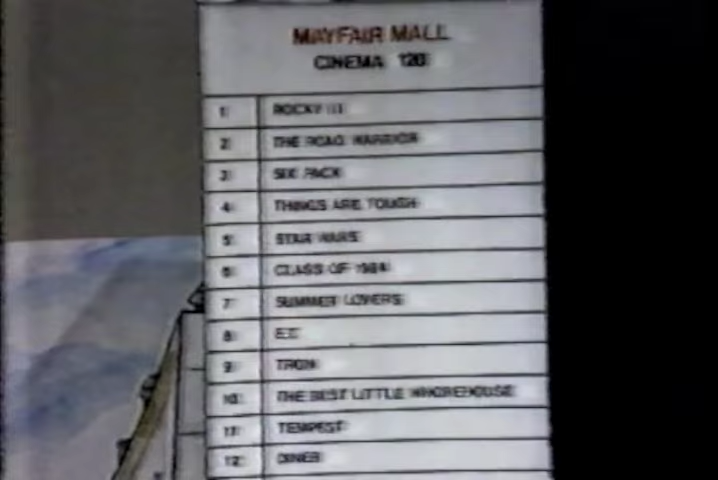 MAYFAIR MALL
CINEMA 120
1 ROCKY III
2 THE ROAD WARRIOR
3 SIX PACK
4 THINGS ARE TOUGH
5 STAR WARS
6 CLASS OF 1984
7 SUMMER LOVERS
8 E.T.
9 TRON
10 THE BEST LITTLE WHOREHOUSE
11 TEMPEST
12 DINER